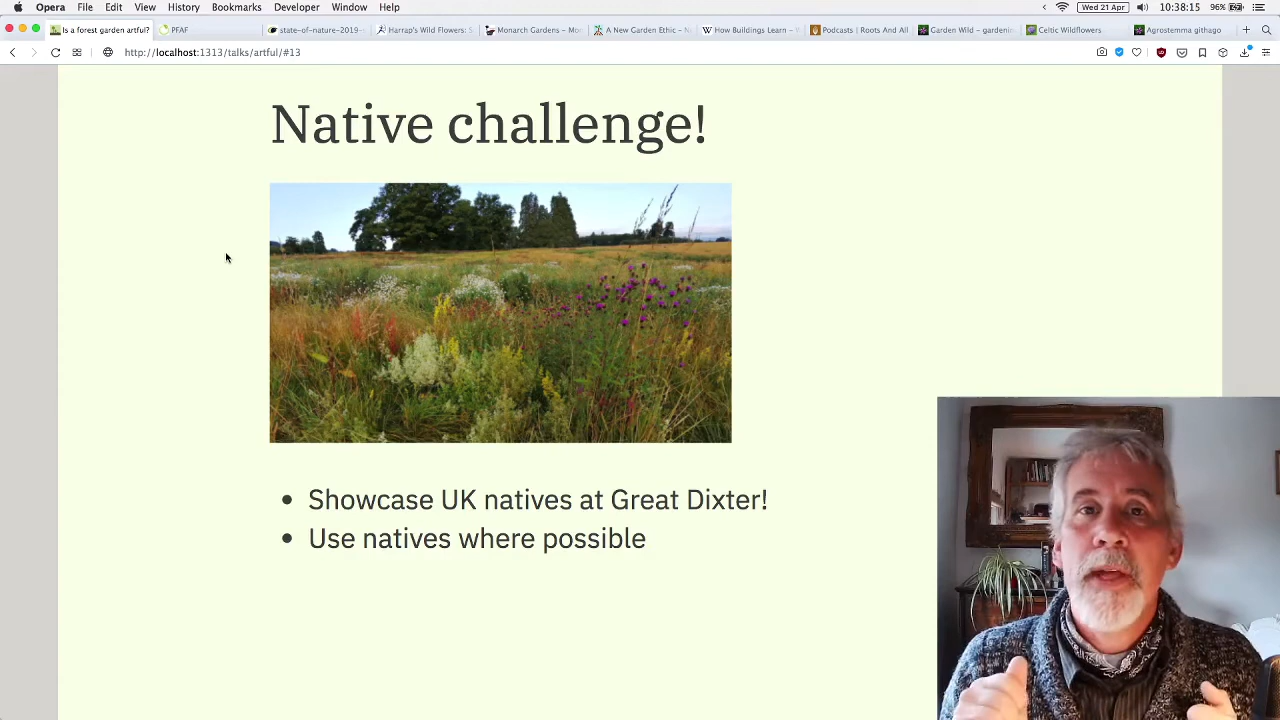 Opera File Edit View History Bookmarks Developer Window Help Wed 21 Apr 10:38:15 96%
Is a forest garden artful? PFAF state-of-nature-2019- Harrap's Wildflowers: S Monarch Gardens - Mo A New Garden Ethic - N How Buildings Learn - V Podcasts | Roots And All Garden Wild - gardenin Celtic Wildflowers Agrostemma githago
http://localhost:1313/talks/artful/#13
Native challenge!
• Showcase UK natives at Great Dixter!
• Use natives where possible